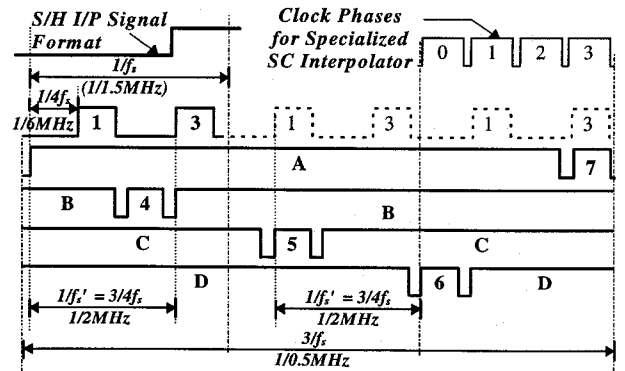 S/H I/P Signal
Format
Clock Phases
for Specialized
SC Interpolator
0 1 2 3
1/fs
(1/1.5MHz)
1/4fs
1/6MHz
1 3 1 3 1 3
A
7
B 4 B
C 5 C
D 6 D
1/fs' = 3/4fs
1/2MHz
1/fs' = 3/4fs
1/2MHz
3/fs
1/0.5MHz